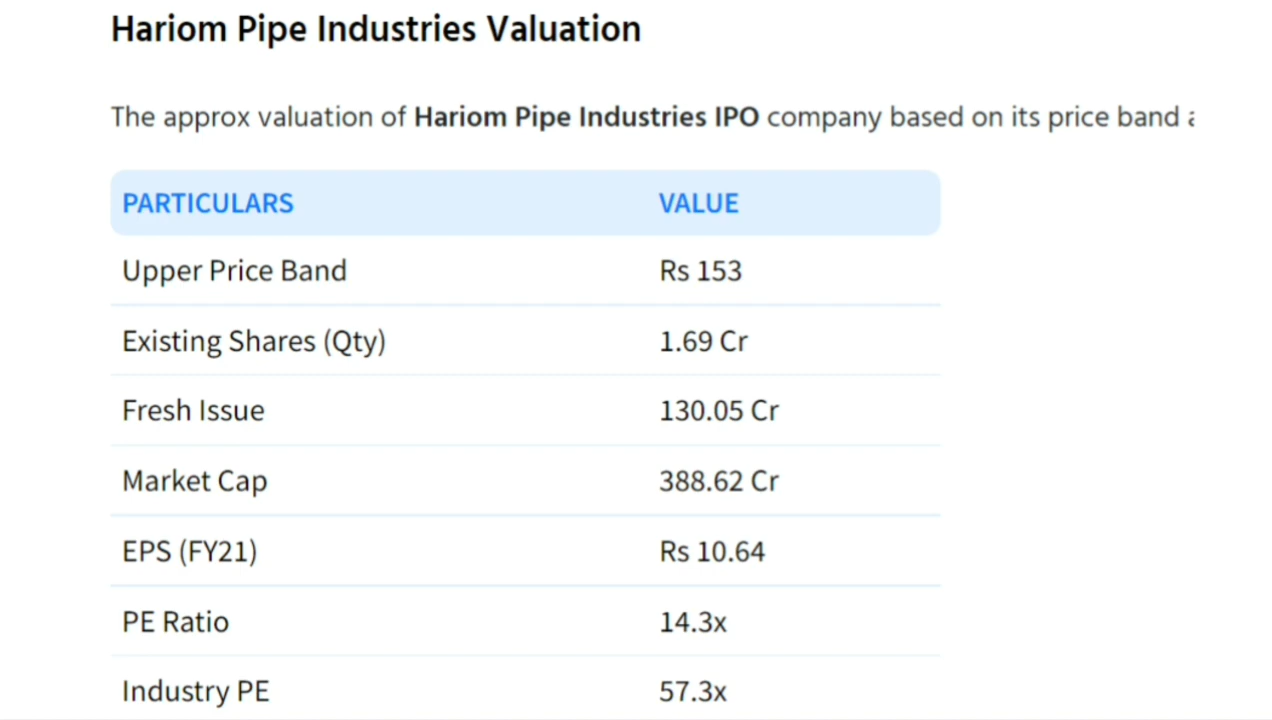 Hariom Pipe Industries Valuation
The approx valuation of Hariom Pipe Industries IPO company based on its price band
PARTICULARS VALUE
Upper Price Band Rs 153
Existing Shares (Qty) 1.69 Cr
Fresh Issue 130.05 Cr
Market Cap 388.62 Cr
EPS (FY21) Rs 10.64
PE Ratio 14.3x
Industry PE 57.3x